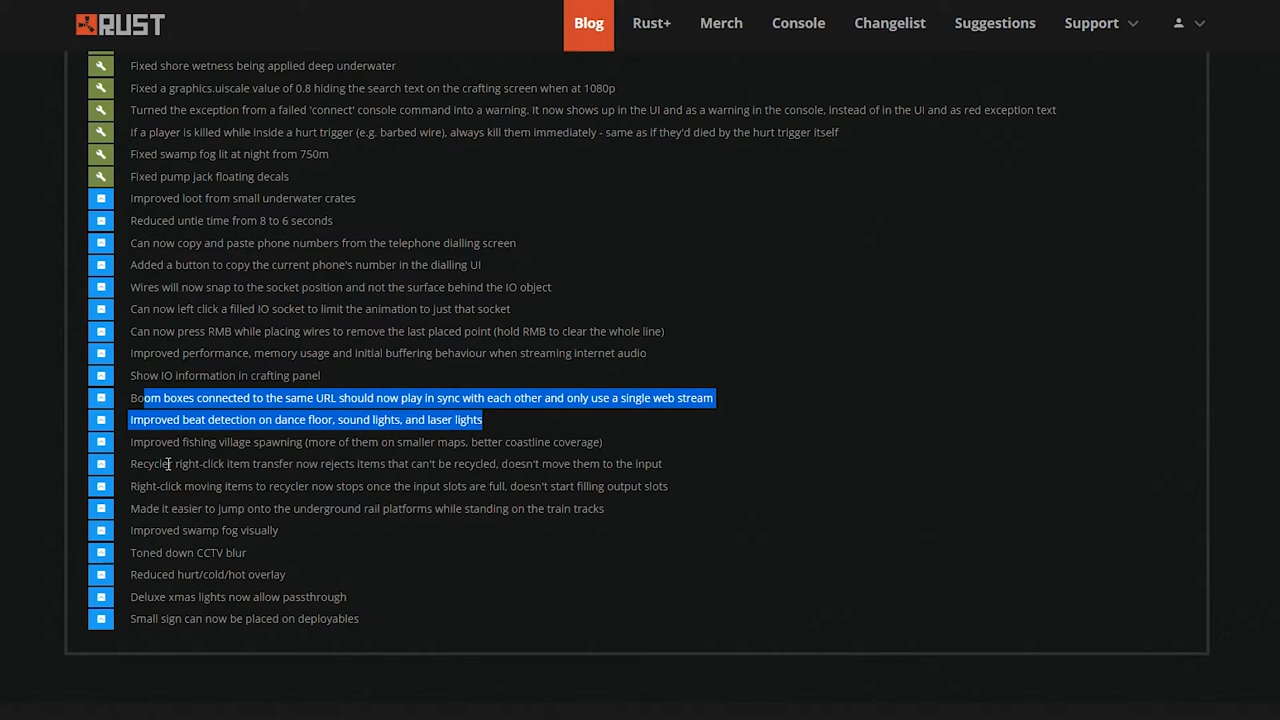 RUST
Blog
Rust+
Merch
Console
Changelist
Suggestions
Support
Fixed shore wetness being applied deep underwater
Fixed a graphics.uiscale value of 0.8 hiding the search text on the crafting screen when at 1080p
Turned the exception from a failed 'connect' console command into a warning. It now shows up in the UI and as a warning in the console, instead of in the UI and as red exception text
If a player is killed while inside a hurt trigger (e.g. barbed wire), always kill them immediately - same as if they'd died by the hurt trigger itself
Fixed swamp fog lit at night from 750m
Fixed pump jack floating decals
Improved loot from small underwater crates
Reduced untie time from 8 to 6 seconds
Can now copy and paste phone numbers from the telephone dialling screen
Added a button to copy the current phone's number in the dialling UI
Wires will now snap to the socket position and not the surface behind the IO object
Can now left click a filled IO socket to limit the animation to just that socket
Can now press RMB while placing wires to remove the last placed point (hold RMB to clear the whole line)
Improved performance, memory usage and initial buffering behaviour when streaming internet audio
Show IO information in crafting panel
Boom boxes connected to the same URL should now play in sync with each other and only use a single web stream
Improved beat detection on dance floor, sound lights, and laser lights
Improved fishing village spawning (more of them on smaller maps, better coastline coverage)
Recycler right-click item transfer now rejects items that can't be recycled, doesn't move them to the input
Right-click moving items to recycler now stops once the input slots are full, doesn't start filling output slots
Made it easier to jump onto the underground rail platforms while standing on the train tracks
Improved swamp fog visually
Toned down CCTV blur
Reduced hurt/cold/hot overlay
Deluxe xmas lights now allow passthrough
Small sign can now be placed on deployables